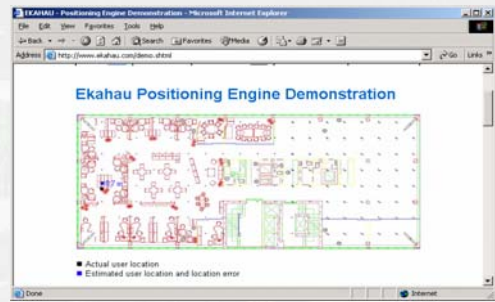 EKAHAU - Positioning Engine Demonstration - Microsoft Internet Explorer
File Edit View Favorites Tools Help
Back Search Favorites Media
Address http://www.ekahau.com/demo.shtml Go Links
Ekahau Positioning Engine Demonstration
Actual user location
Estimated user location and location error
Done Internet